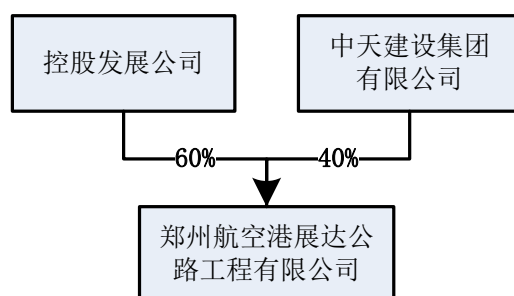 控股发展公司
中天建设集团
有限公司
60%
40%
郑州航空港展达公
路工程有限公司